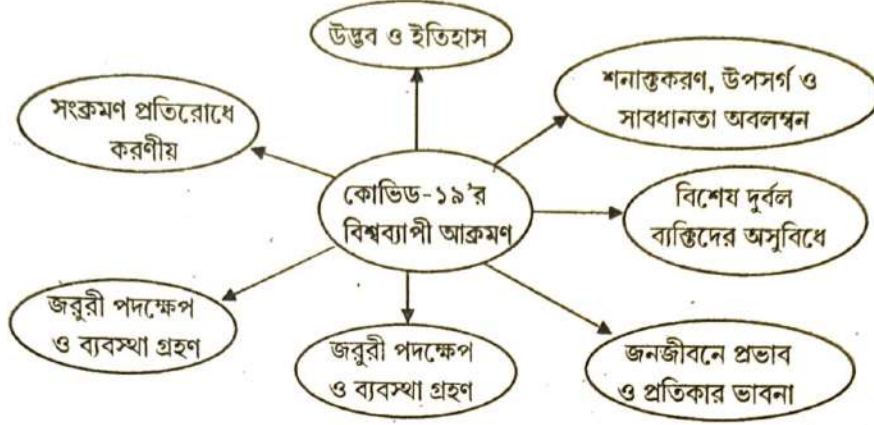 উদ্ভব ও ইতিহাস
শনাক্তকরণ, উপসর্গ ও
সাবধানতা অবলম্বন
সংক্রমণ প্রতিরোধে
করণীয়
কোভিড-১৯'র
বিশ্বব্যাপী আক্রমণ
বিশেষ দুর্বল
ব্যক্তিদের অসুবিধে
জরুরী পদক্ষেপ
ও ব্যবস্থা গ্রহণ
জরুরী পদক্ষেপ
ও ব্যবস্থা গ্রহণ
জনজীবনে প্রভাব
ও প্রতিকার ভাবনা